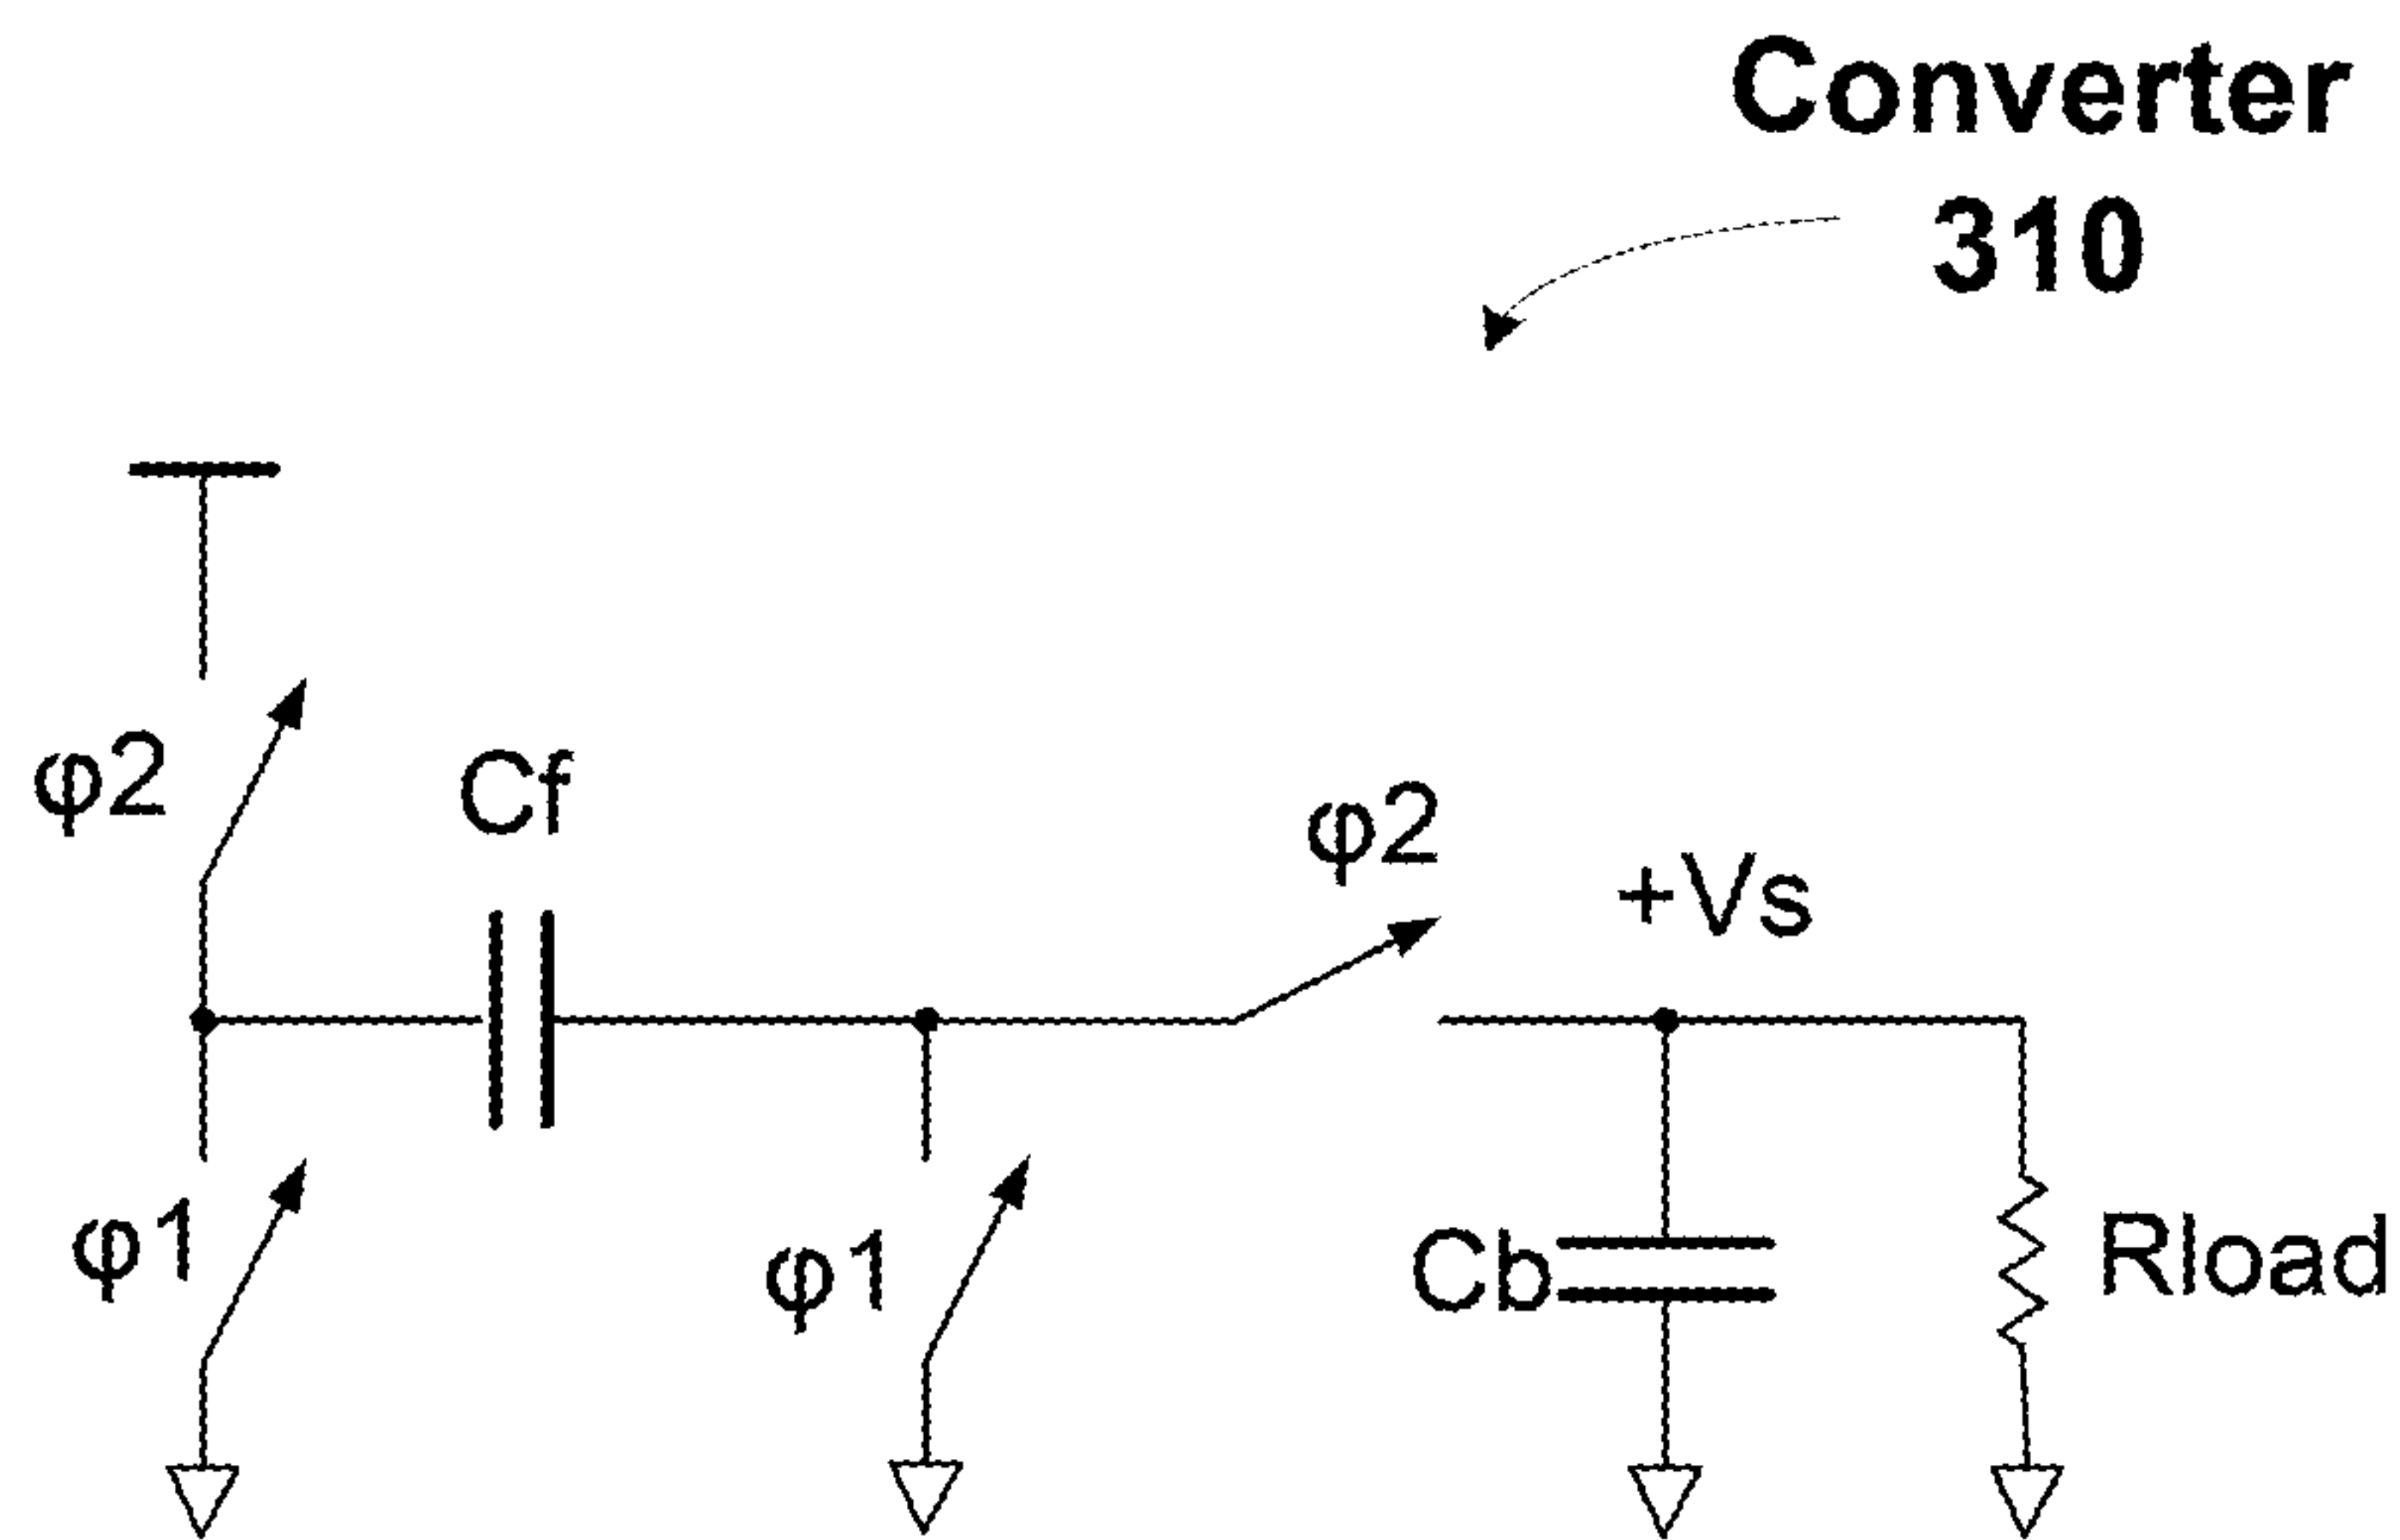 Converter
310
φ2
Cf
φ2
+Vs
φ1
φ1
Cb
Rload